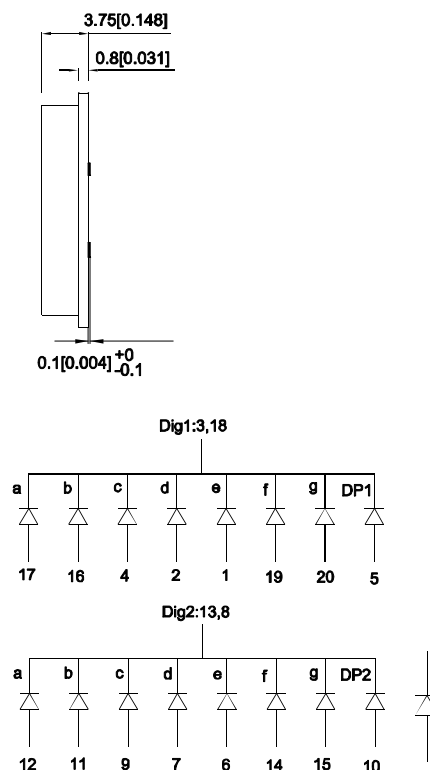 3.75[0.148]
0.8[0.031]
0.1[0.004] +0
-0.1
Dig1:3,18
a b c d e f g DP1
17 16 4 2 1 19 20 5
Dig2:13,8
a b c d e f g DP2
12 11 9 7 6 14 15 10